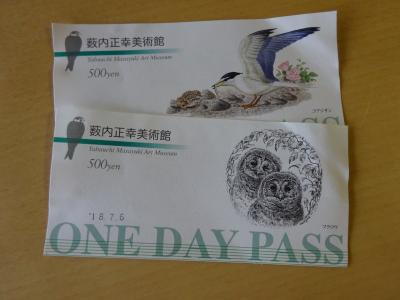 薮内正幸美術館
Yabuuchi Masayuki Art Museum
500yen
コアジサシ
PASS
薮内正幸美術館
Yabuuchi Masayuki Art Museum
500yen
'18.7.6
フクロウ
ONE DAY PASS